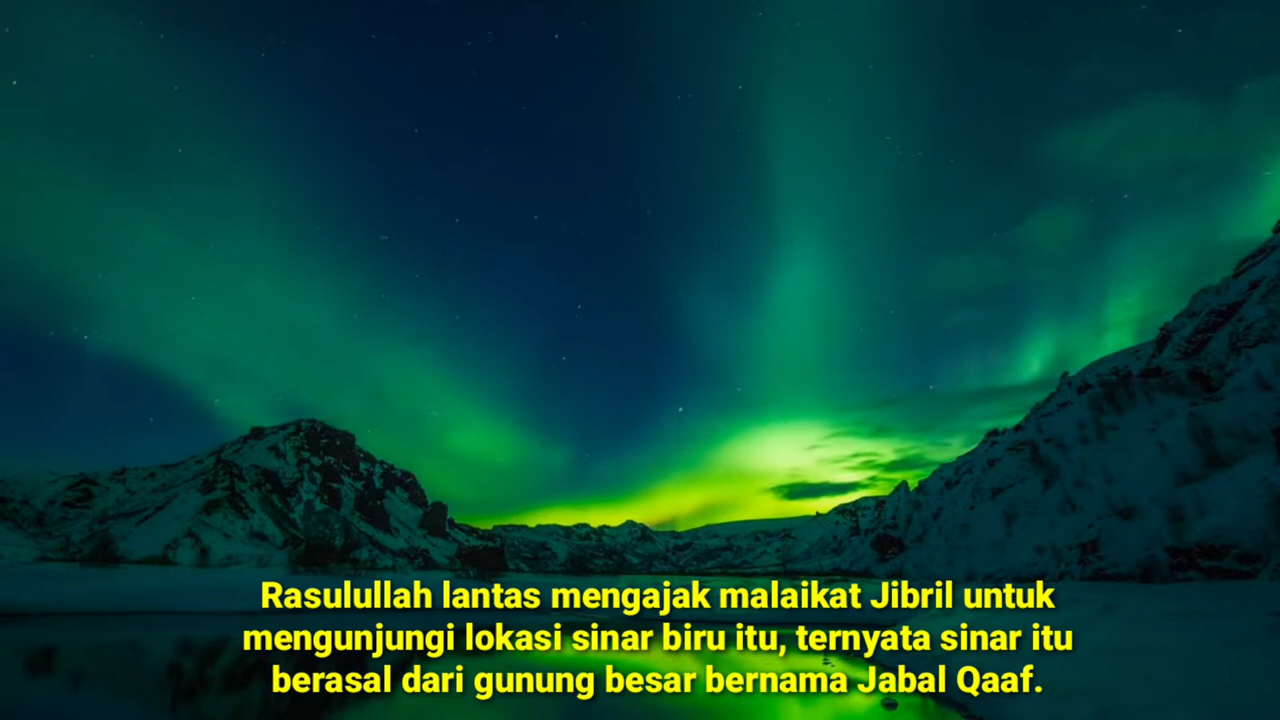 Rasulullah lantas mengajak malaikat Jibril untuk
mengunjungi lokasi sinar biru itu, ternyata sinar itu
berasal dari gunung besar bernama Jabal Qaaf.